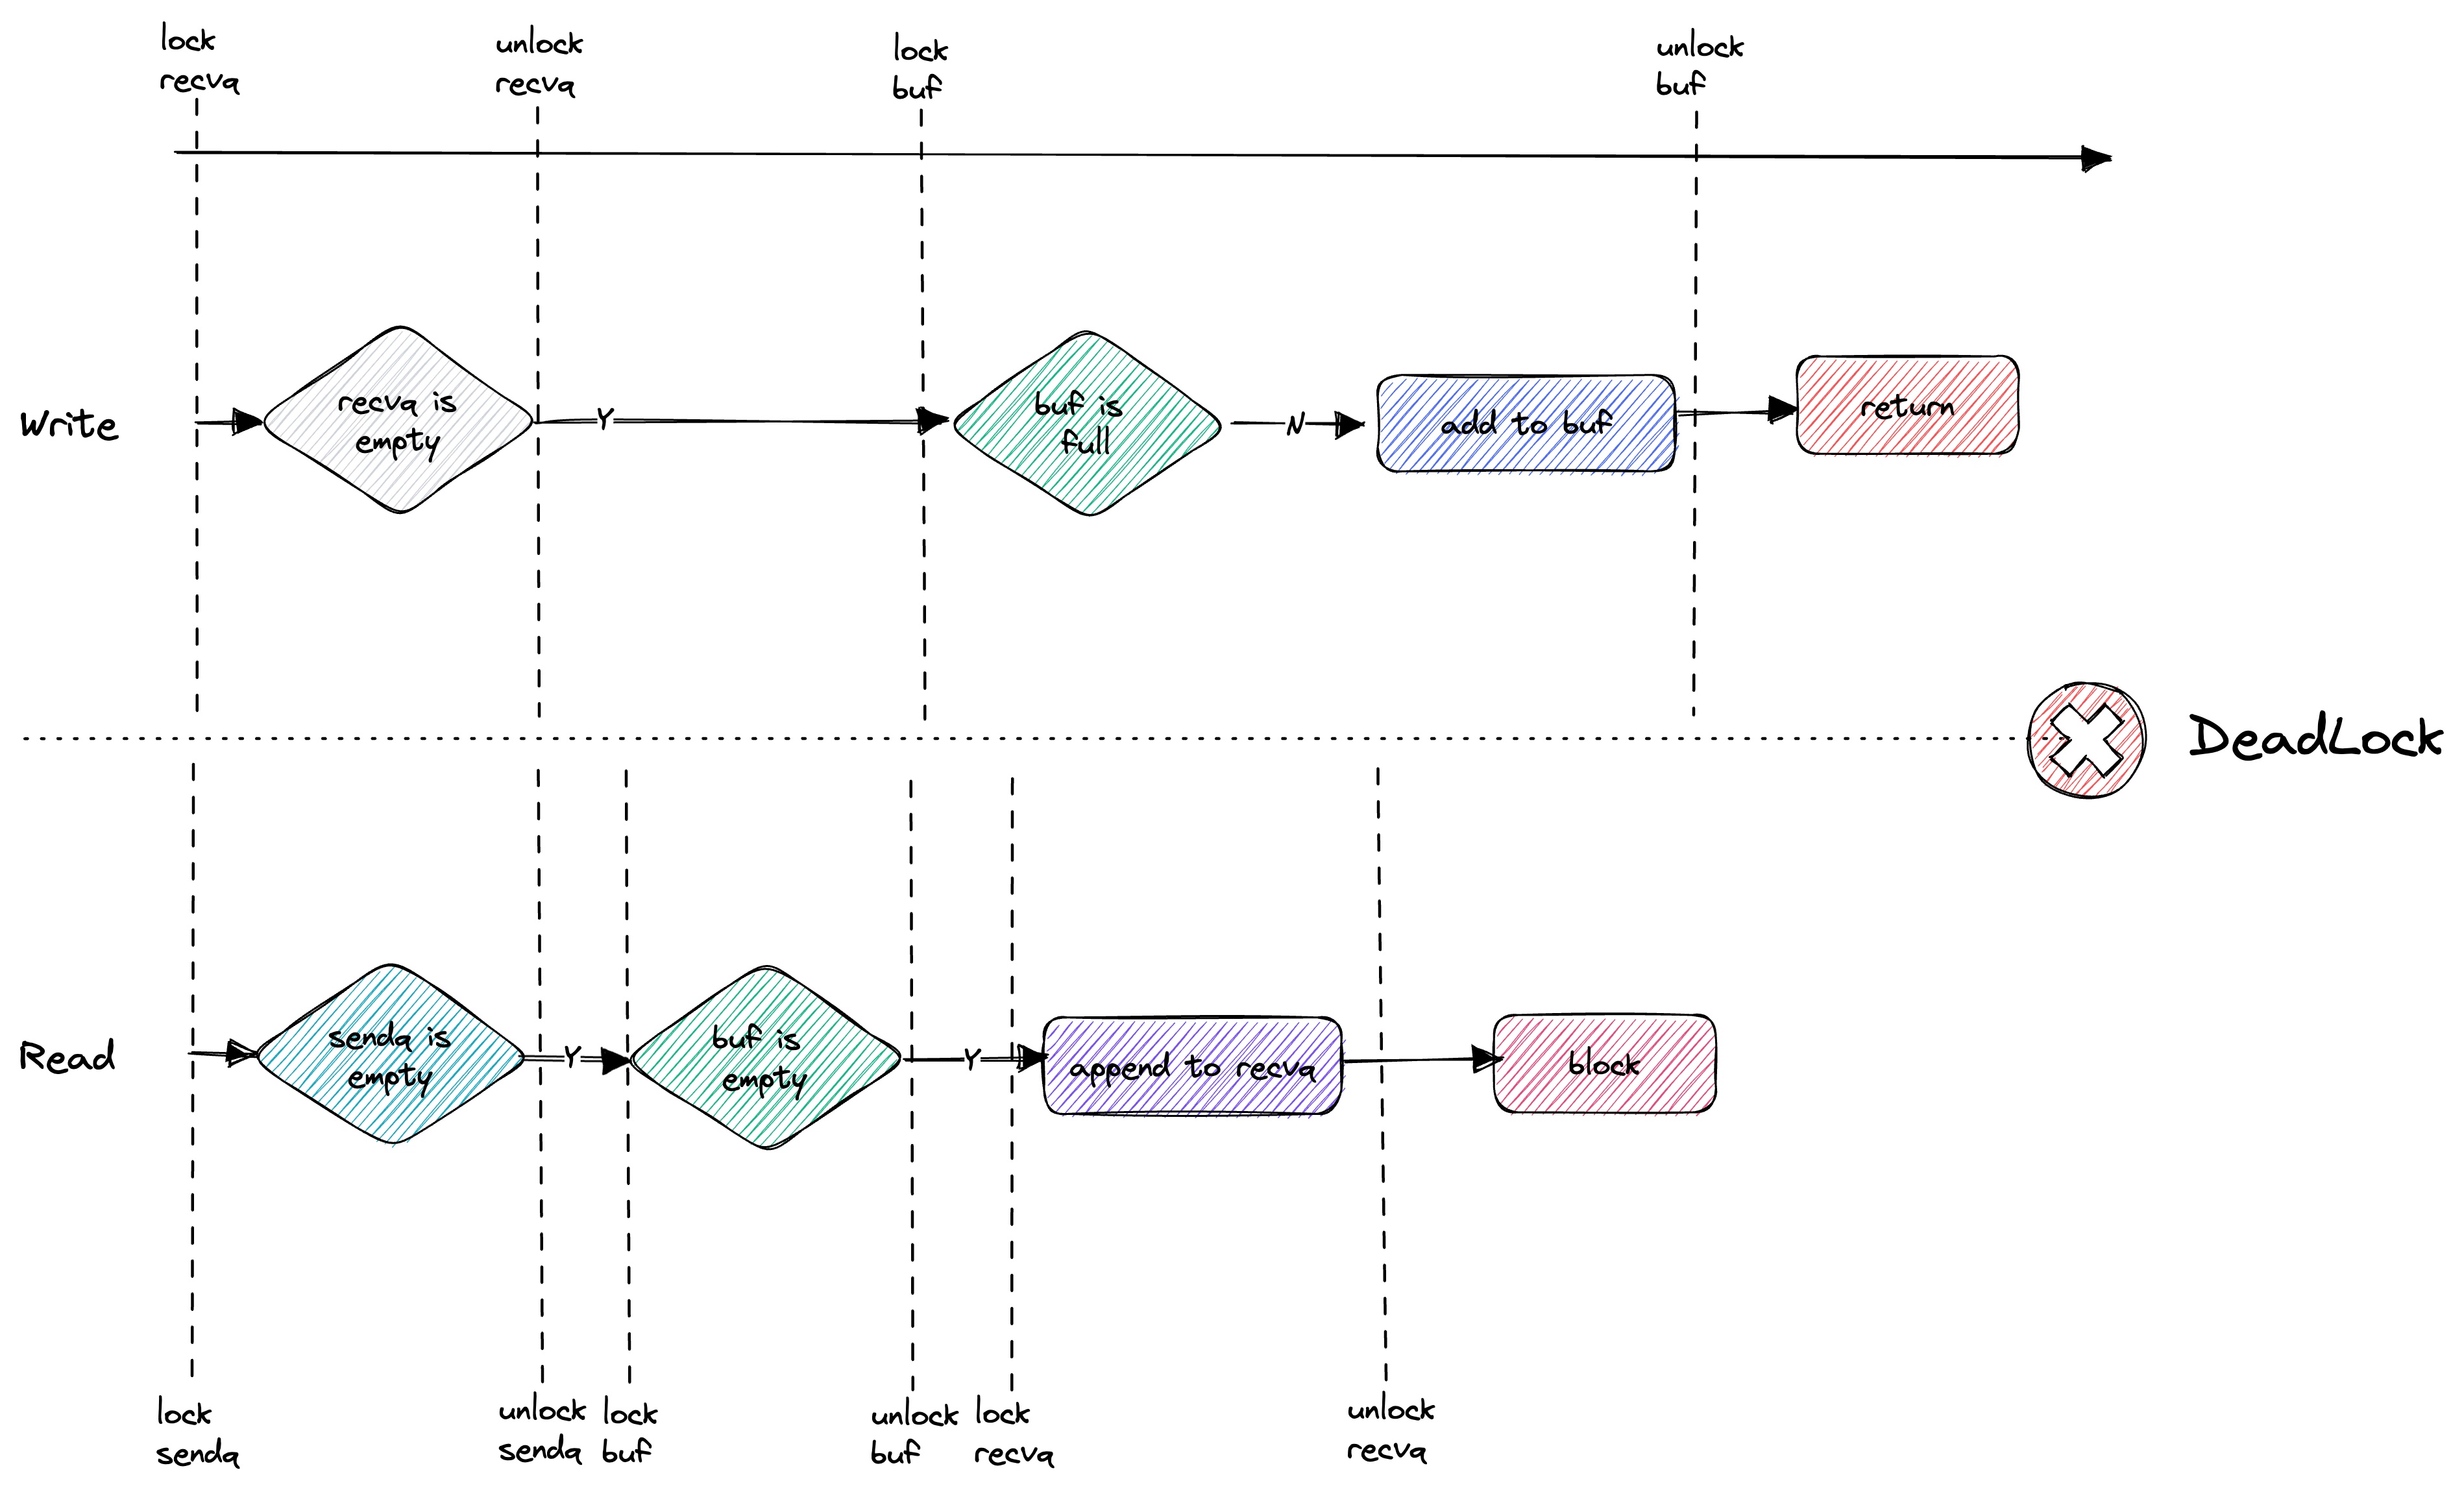 lock
recvq
unlock
recvq
lock
buf
unlock
buf
Write
recvq is
empty
Y
buf is
full
N
add to buf
return
DeadLock
Read
sendq is
empty
Y
buf is
empty
Y
append to recvq
block
lock
sendq
unlock
sendq
lock
buf
unlock
buf
lock
recvq
unlock
recvq